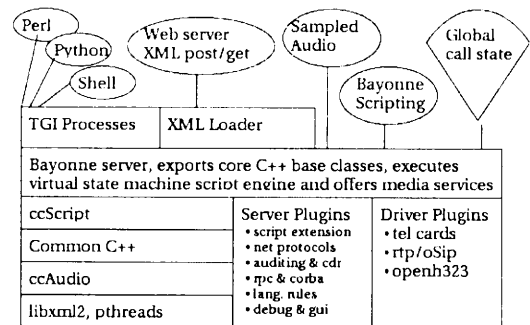 Perl
Python
Shell
Web server
XML post/get
Sampled
Audio
Bayonne
Scripting
Global
call state
TGI Processes
XML Loader
Bayonne server, exports core C++ base classes, executes
virtual state machine script engine and offers media services
ccScript
Common C++
ccAudio
libxml2, pthreads
Server Plugins
• script extension
• net protocols
• auditing & cdr
• rpc & corba
• lang. rules
• debug & gui
Driver Plugins
• tel cards
• rtp/oSip
• openh323